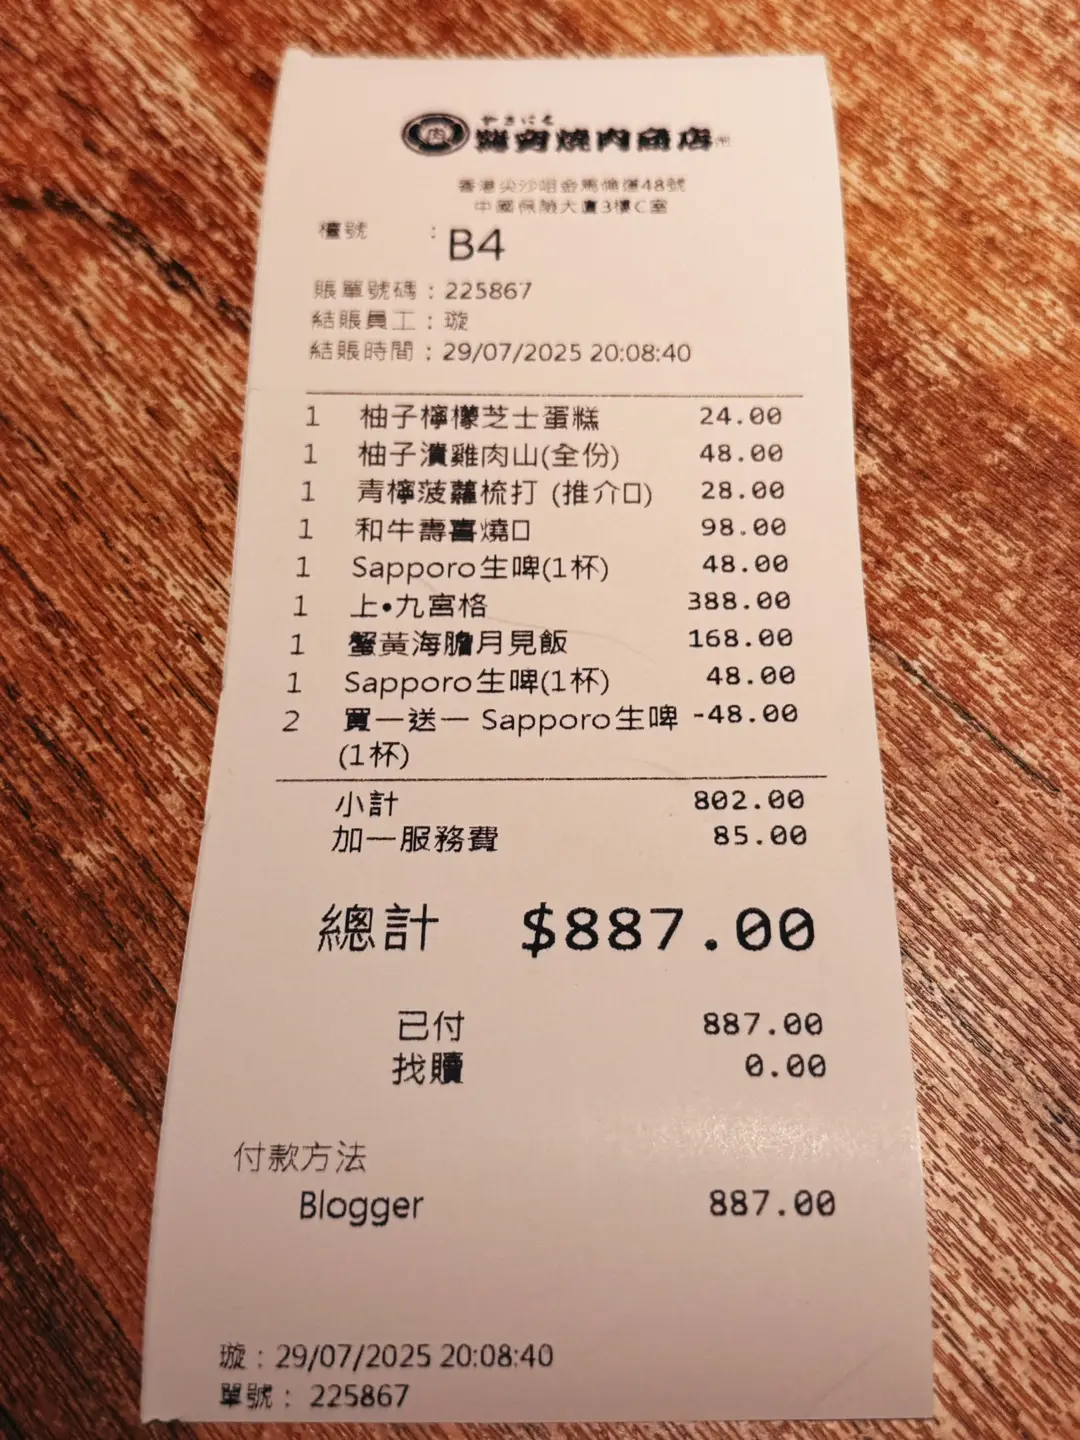 内 やきにく
燒肉商店
香港尖沙咀金馬倫道48號
中國保險大廈3樓C室
檯號 : B4
賬單號碼 : 225867
結賬員工 : 璇
結賬時間 : 29/07/2025 20:08:40
1 柚子檸檬芝士蛋糕 24.00
1 柚子漬雞肉山(全份) 48.00
1 青檸菠蘿梳打 (推介口) 28.00
1 和牛壽喜燒口 98.00
1 Sapporo生啤(1杯) 48.00
1 上•九宮格 388.00
1 蟹黃海膽月見飯 168.00
1 Sapporo生啤(1杯) 48.00
2 買一送一 Sapporo生啤 -48.00
(1杯)
小計 802.00
加一服務費 85.00
總計 $887.00
已付 887.00
找贖 0.00
付款方法
Blogger 887.00
璇 : 29/07/2025 20:08:40
單號 : 225867